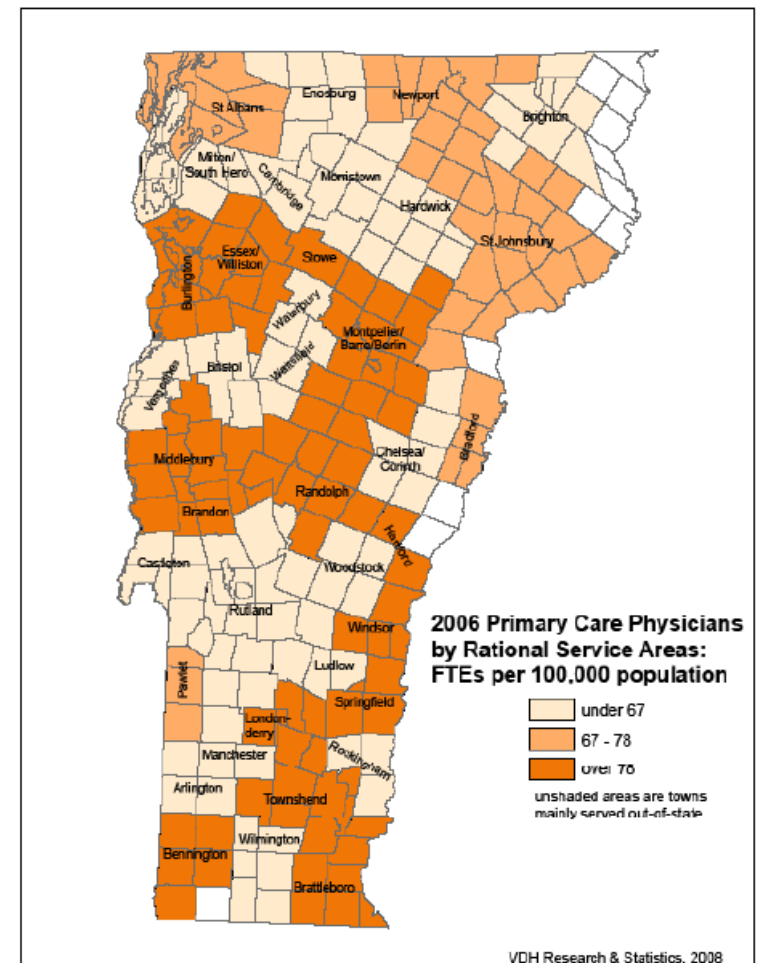 Enosburg
Newport
St Albans
Brighton
Milton/
South Hero
Cambridge
Morristown
Hardwick
St Johnsbury
Essex/
Williston
Stowe
Burlington
Waterbury
Montpelier/
Barre/Berlin
Waitsfield
Bristol
Vergennes
Bradford
Chelsea/
Corinth
Middlebury
Randolph
Brandon
Hartford
Castleton
Woodstock
Rutland
Windsor
Ludlow
Pawlet
Springfield
London-
derry
Rockingham
Manchester
Arlington
Townshend
Wilmington
Bennington
Brattleboro
2006 Primary Care Physicians
by Rational Service Areas:
FTEs per 100,000 population
under 67
67 - 78
over 78
unshaded areas are towns
mainly served out-of-state
VDH Research & Statistics, 2008